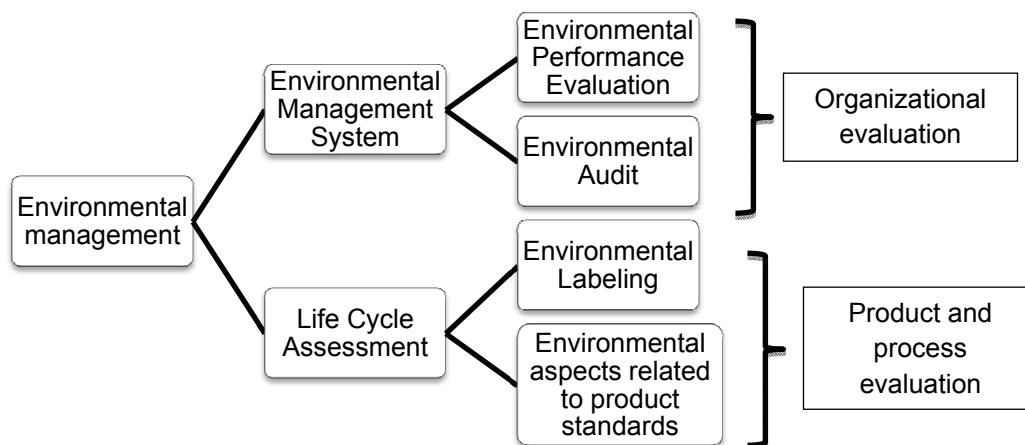 Environmental
management
Environmental
Management
System
Life Cycle
Assessment
Environmental
Performance
Evaluation
Environmental
Audit
Environmental
Labeling
Environmental
aspects related
to product
standards
Organizational
evaluation
Product and
process
evaluation